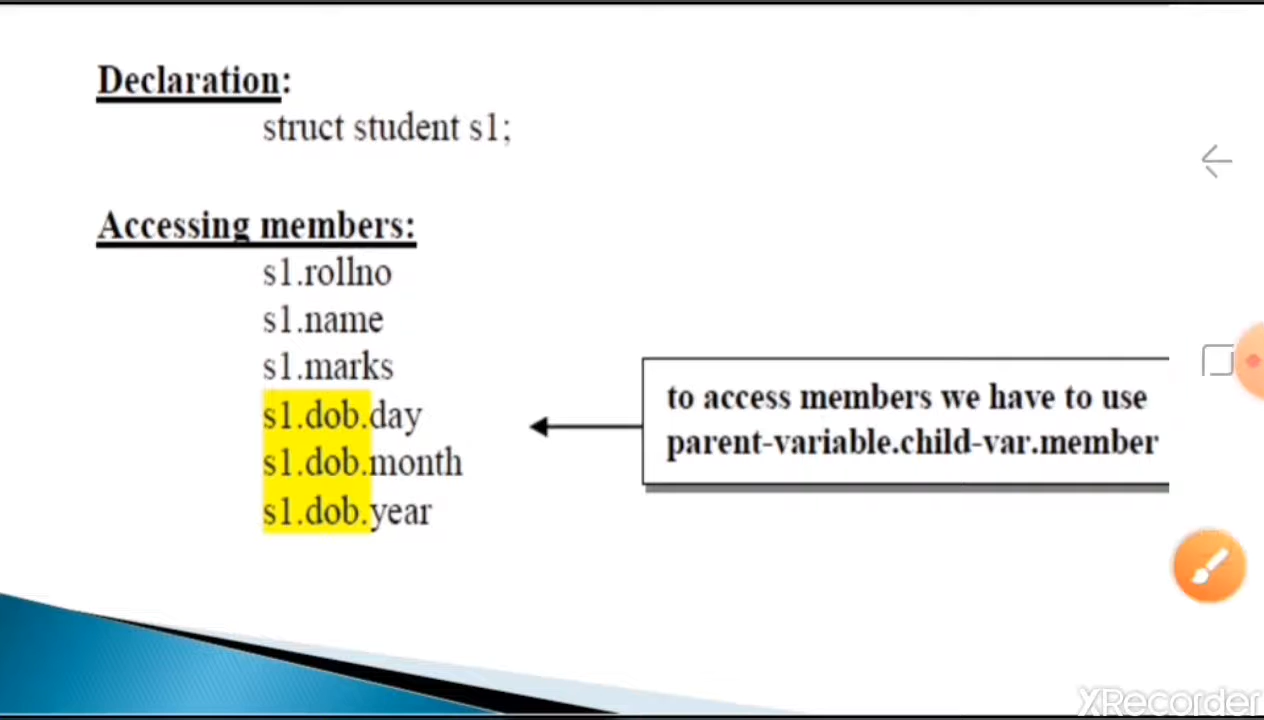 Declaration:
struct student s1;
Accessing members:
s1.rollno
s1.name
s1.marks
s1.dob.day
s1.dob.month
s1.dob.year
to access members we have to use
parent-variable.child-var.member
XRecorder